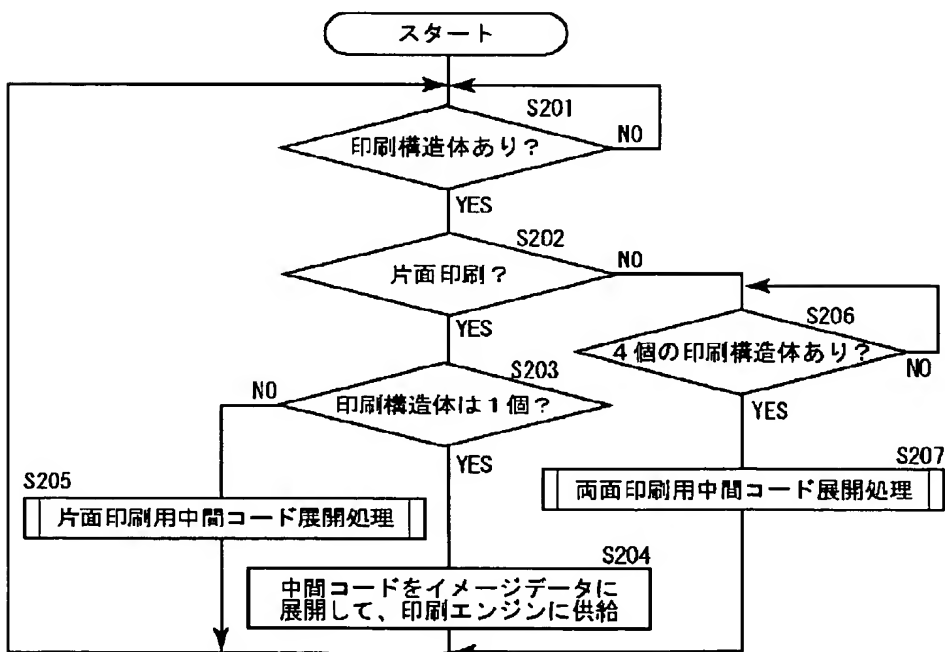 スタート
S201
印刷構造体あり？
NO
YES
S202
片面印刷？
NO
YES
S206
4個の印刷構造体あり？
NO
YES
S203
印刷構造体は1個？
NO
YES
S205
片面印刷用中間コード展開処理
S207
両面印刷用中間コード展開処理
S204
中間コードをイメージデータに
展開して、印刷エンジンに供給